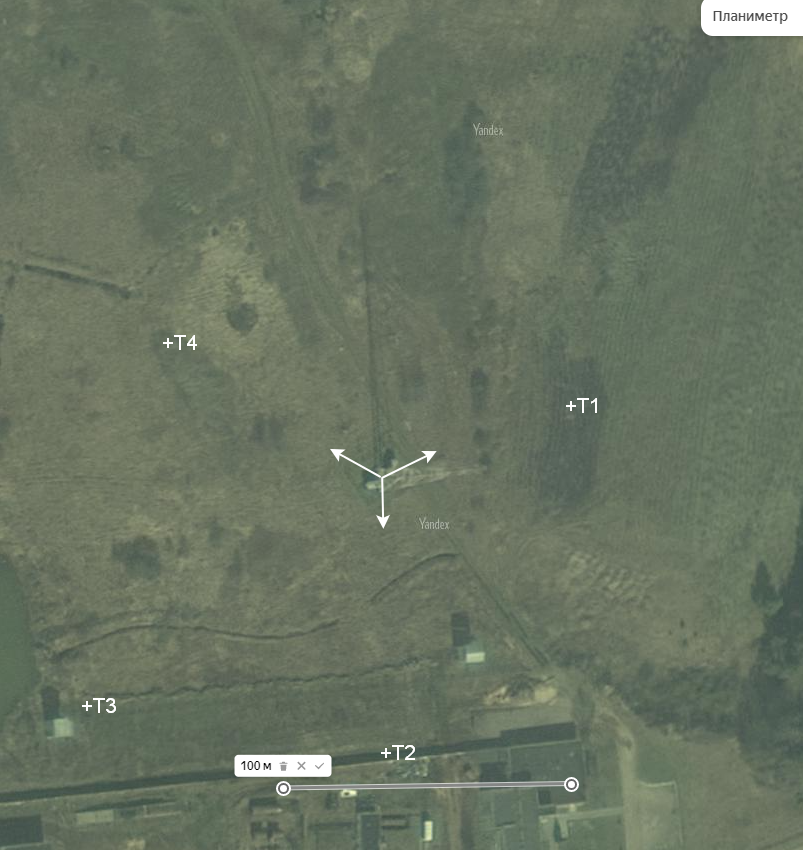 Планиметр
Yandex
+T4
+T1
Yandex
+T3
+T2
100 м